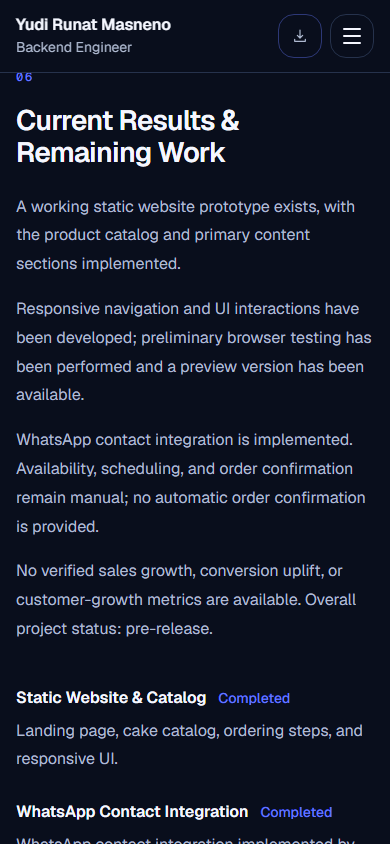 Yudi Runat Masneno
Backend Engineer
06
Current Results &
Remaining Work
A working static website prototype exists, with
the product catalog and primary content
sections implemented.
Responsive navigation and UI interactions have
been developed; preliminary browser testing has
been performed and a preview version has been
available.
WhatsApp contact integration is implemented.
Availability, scheduling, and order confirmation
remain manual; no automatic order confirmation
is provided.
No verified sales growth, conversion uplift, or
customer-growth metrics are available. Overall
project status: pre-release.
Static Website & Catalog Completed
Landing page, cake catalog, ordering steps, and
responsive UI.
WhatsApp Contact Integration Completed
WhatsApp contact integration implemented by